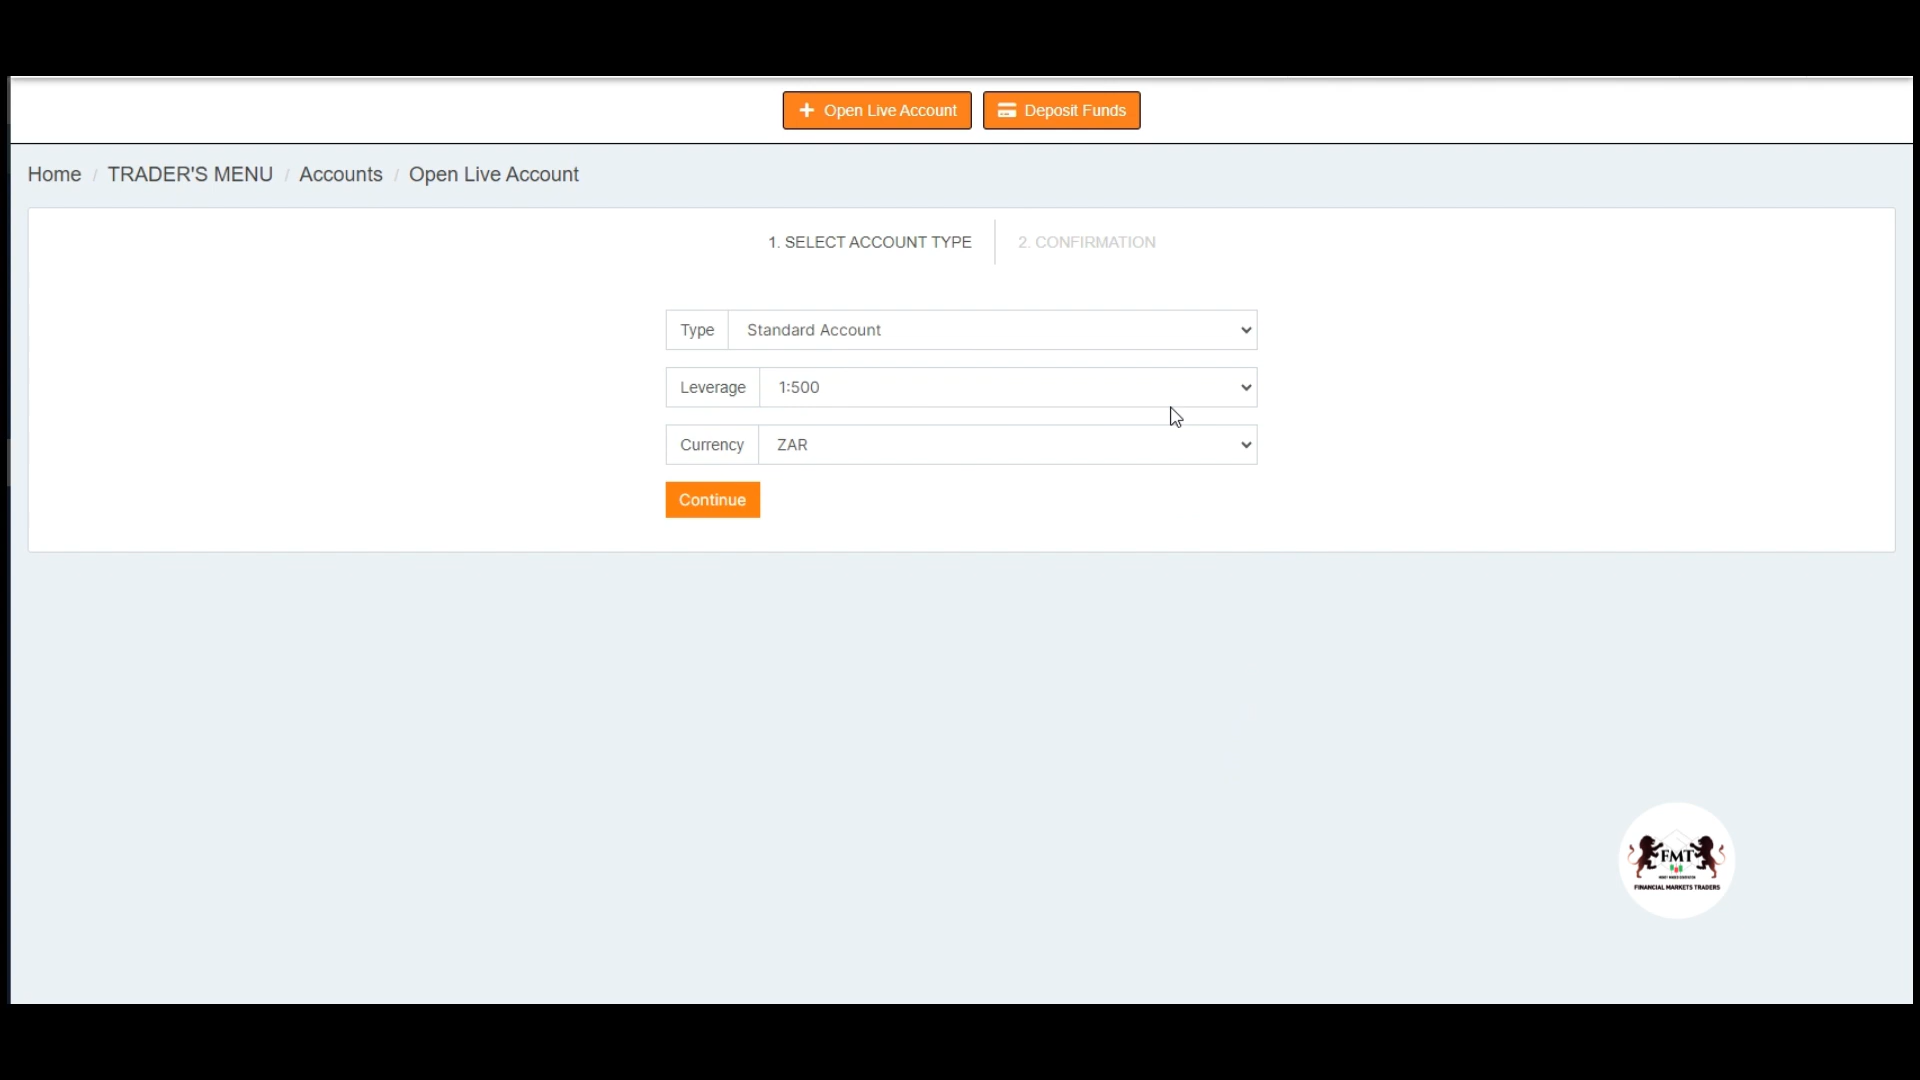 + Open Live Account
Deposit Funds
Home / TRADER'S MENU / Accounts / Open Live Account
1. SELECT ACCOUNT TYPE
2. CONFIRMATION
Type Standard Account
Leverage 1:500
Currency ZAR
Continue
FMT
FINANCIAL MARKETS TRADERS